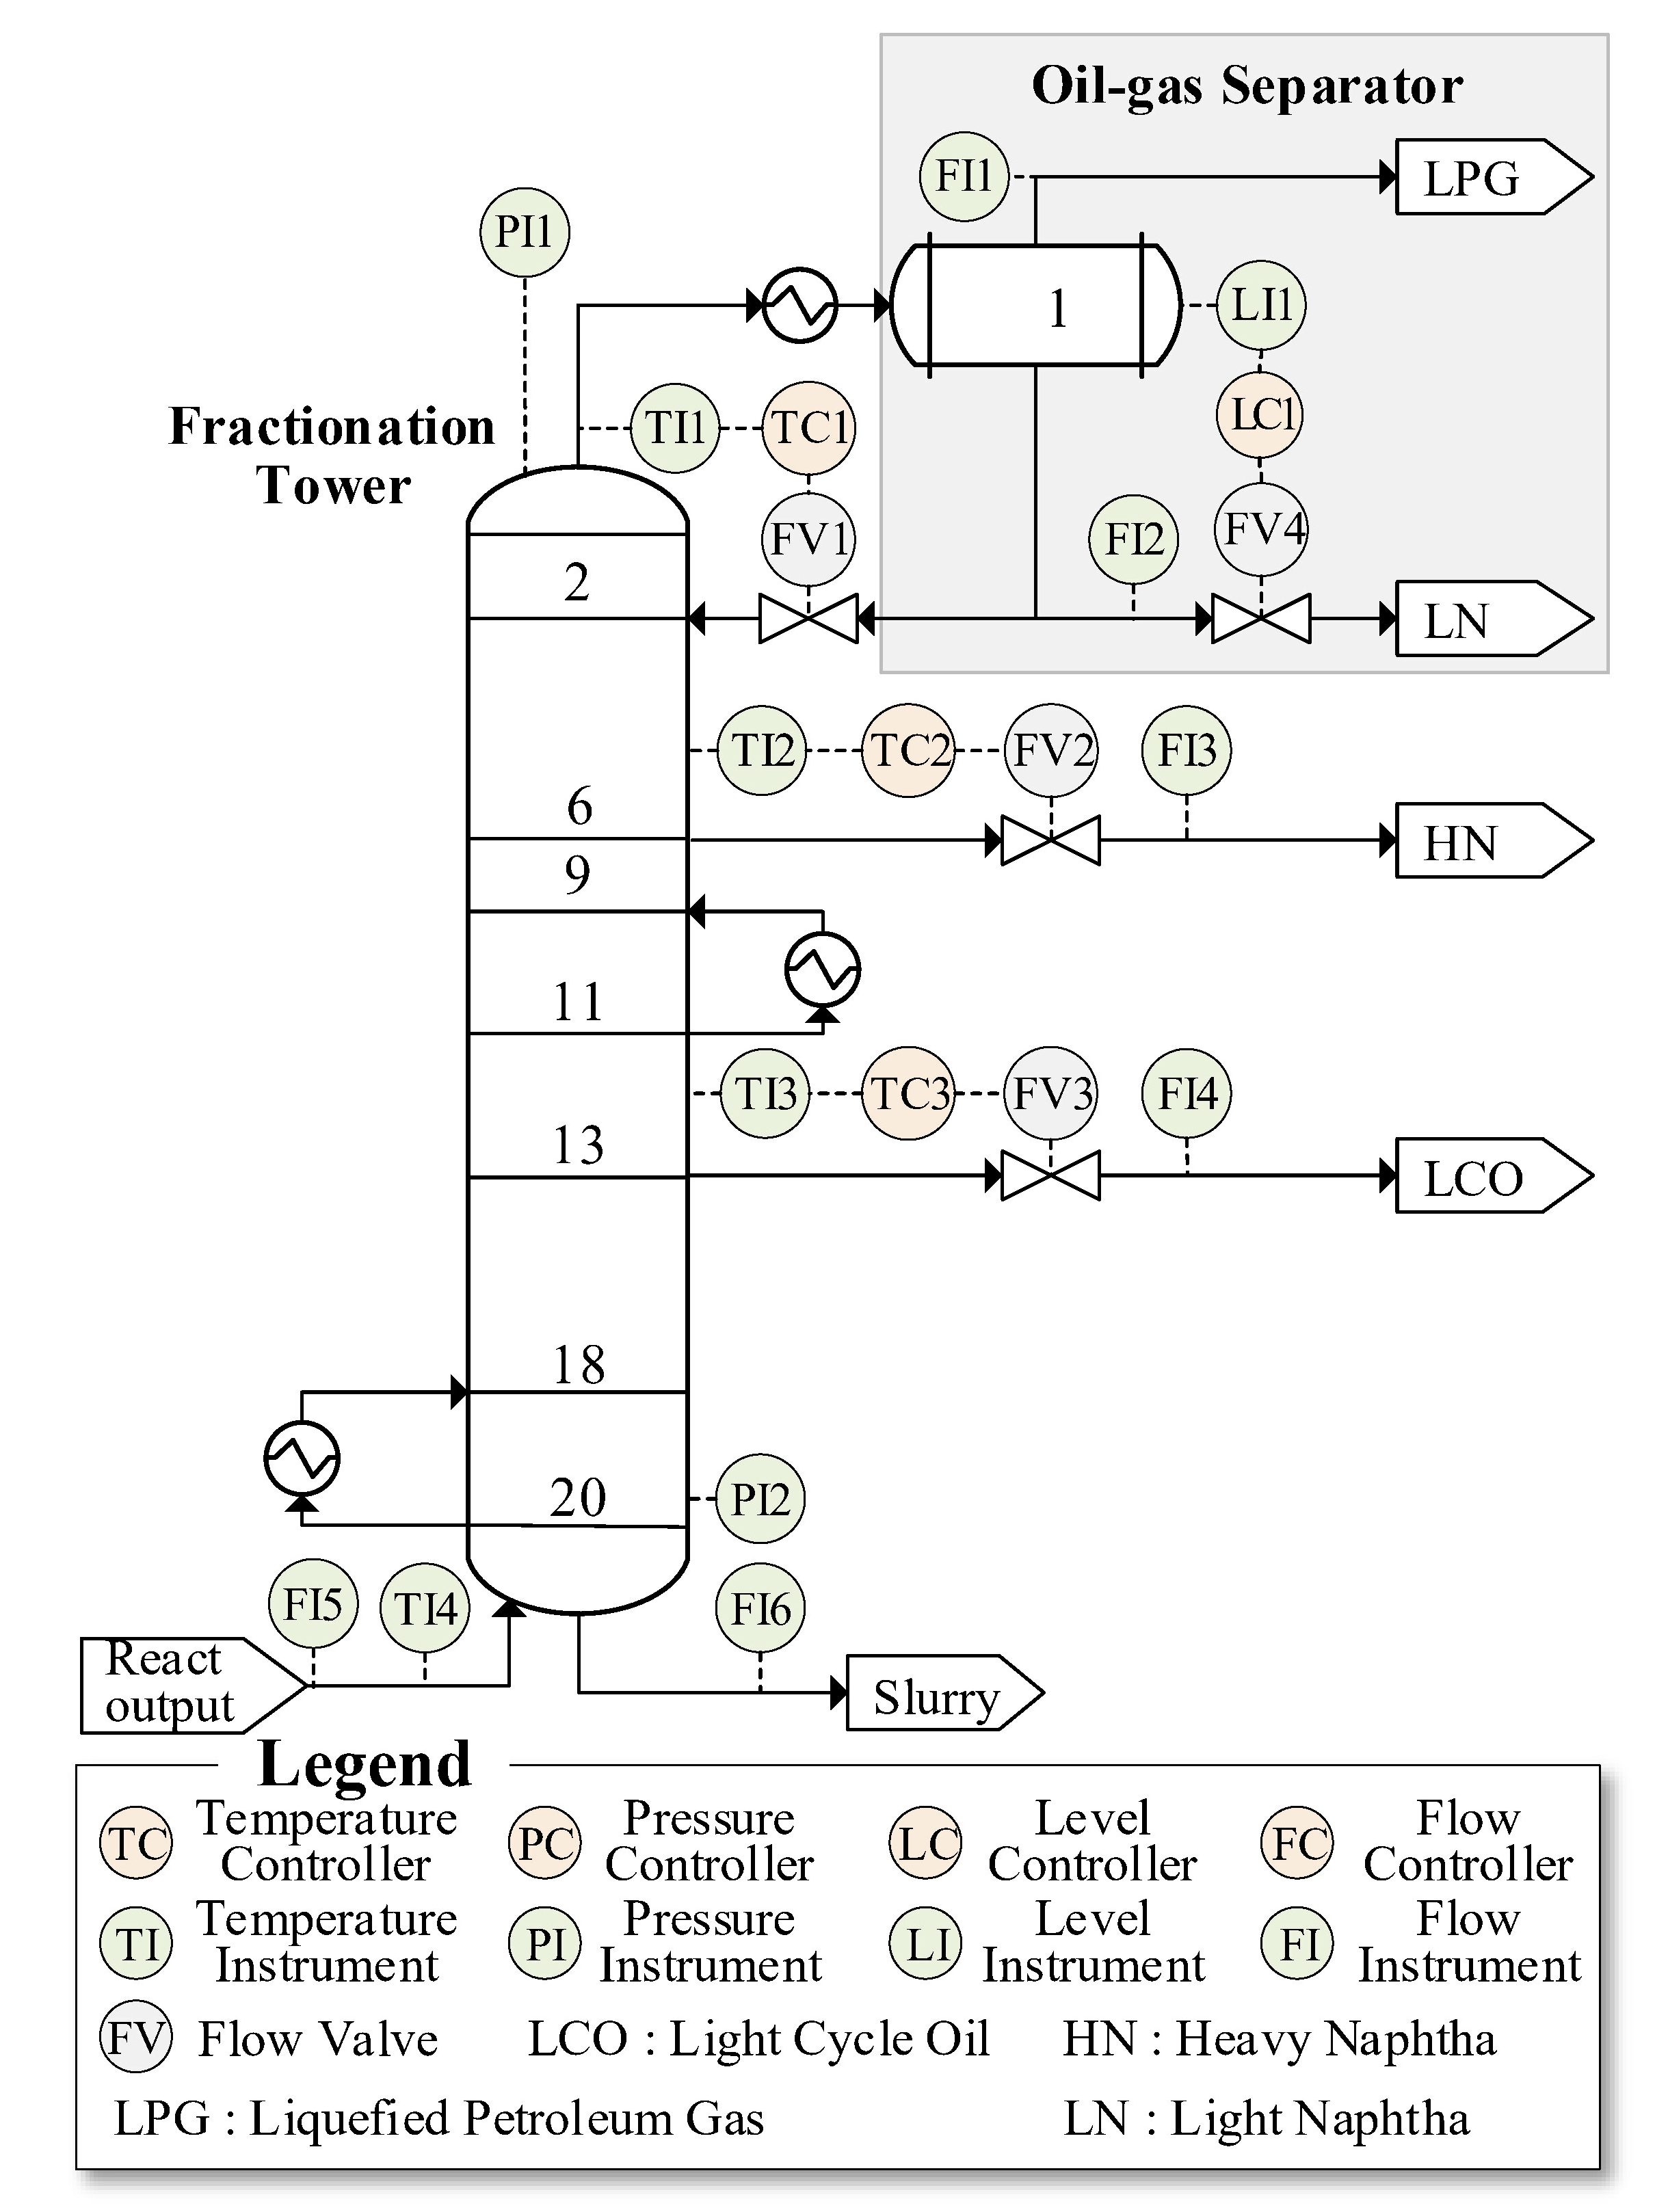 Oil-gas Separator
FI1
LPG
PI1
1
LI1
Fractionation
Tower
TI1
TC1
LC1
FV1
FI2
FV4
2
LN
TI2
TC2
FV2
FI3
6
HN
9
11
TI3
TC3
FV3
FI4
13
LCO
18
20
PI2
FI5
TI4
FI6
React
output
Slurry
Legend
TC
Temperature
Controller
PC
Pressure
Controller
LC
Level
Controller
FC
Flow
Controller
TI
Temperature
Instrument
PI
Pressure
Instrument
LI
Level
Instrument
FI
Flow
Instrument
FV
Flow Valve
LCO : Light Cycle Oil
HN : Heavy Naphtha
LPG : Liquefied Petroleum Gas
LN : Light Naphtha